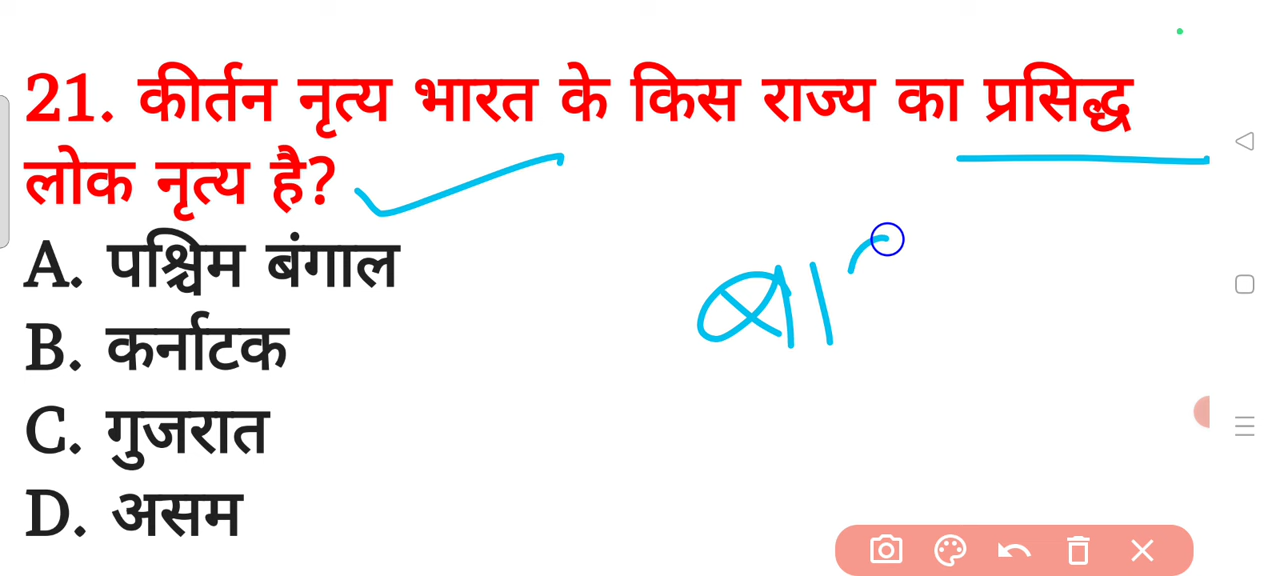 21. कीर्तन नृत्य भारत के किस राज्य का प्रसिद्ध
लोक नृत्य है?
A. पश्चिम बंगाल
B. कर्नाटक
C. गुजरात
D. असम